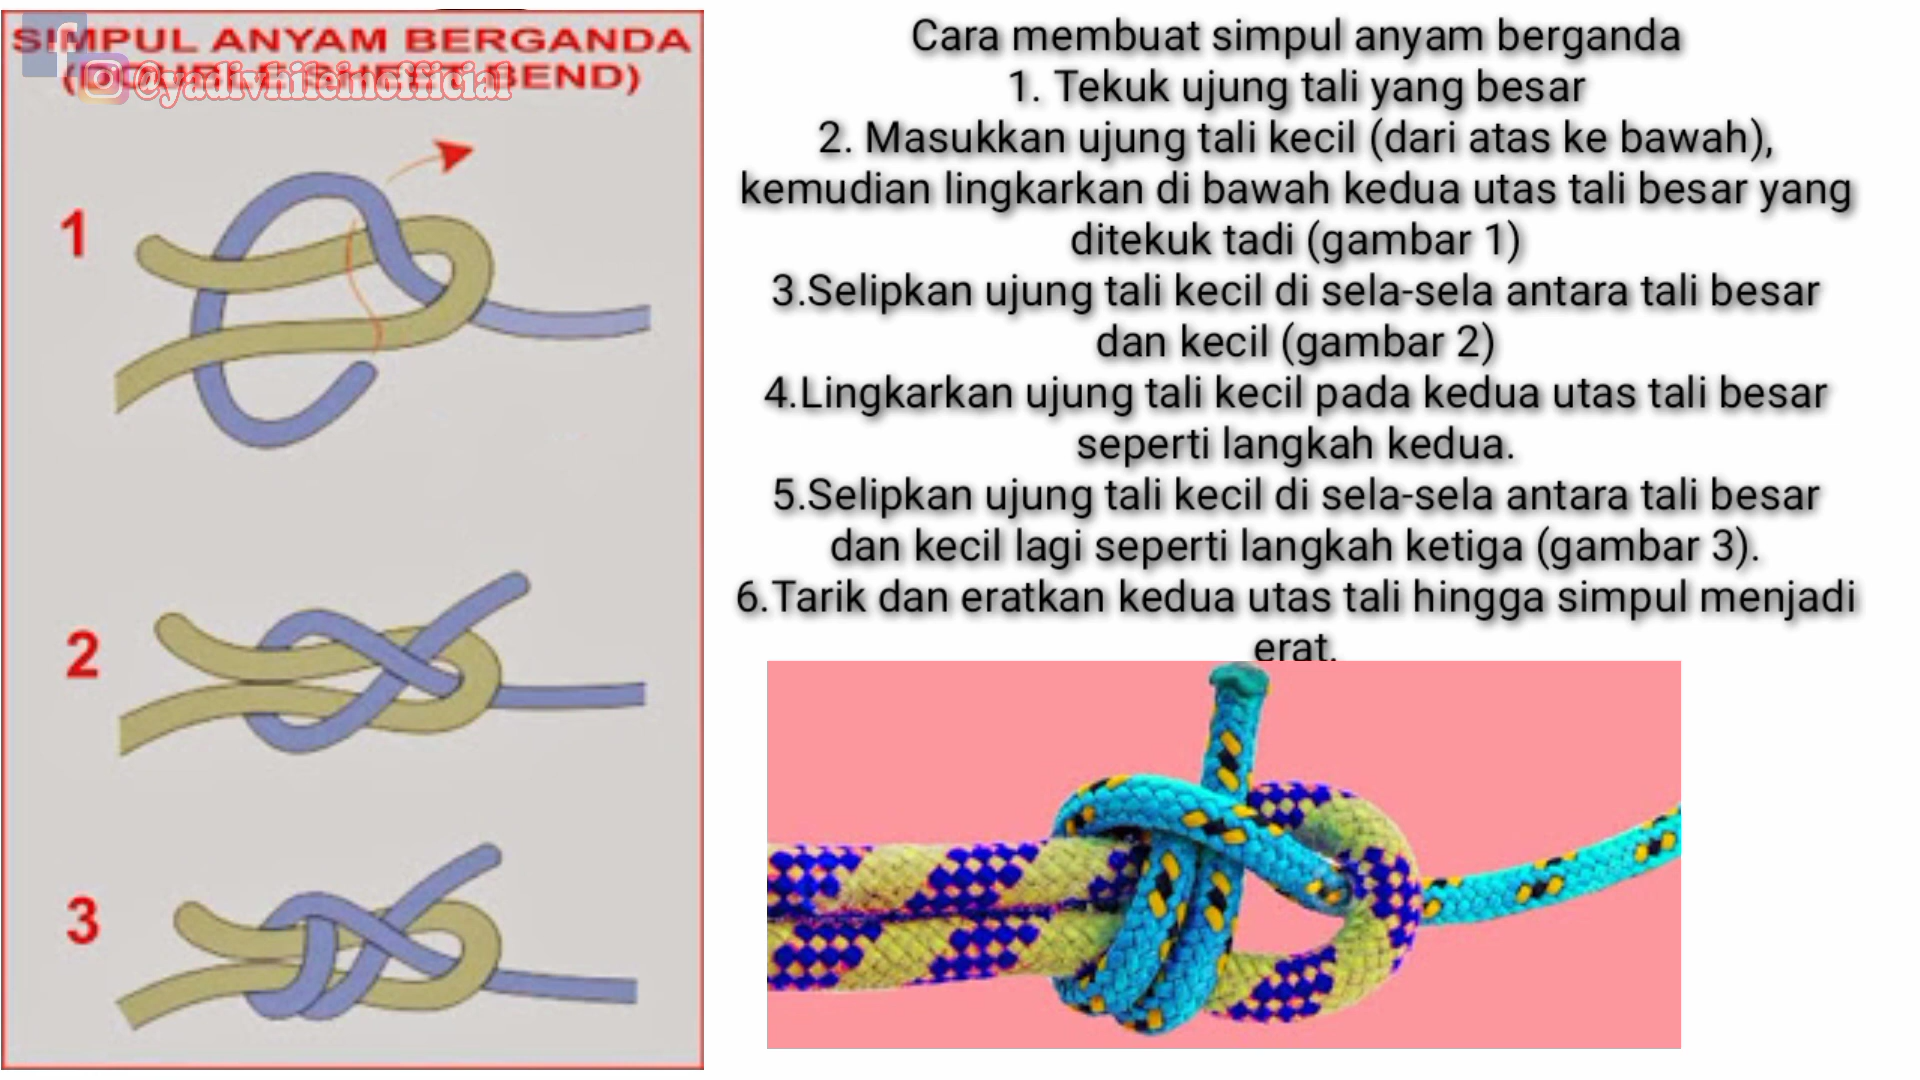 SIMPUL ANYAM BERGANDA
(DOUBLE SHEET BEND)
@yadivhileinofficial
1
2
3
Cara membuat simpul anyam berganda
1. Tekuk ujung tali yang besar
2. Masukkan ujung tali kecil (dari atas ke bawah),
kemudian lingkarkan di bawah kedua utas tali besar yang
ditekuk tadi (gambar 1)
3.Selipkan ujung tali kecil di sela-sela antara tali besar
dan kecil (gambar 2)
4.Lingkarkan ujung tali kecil pada kedua utas tali besar
seperti langkah kedua.
5.Selipkan ujung tali kecil di sela-sela antara tali besar
dan kecil lagi seperti langkah ketiga (gambar 3).
6.Tarik dan eratkan kedua utas tali hingga simpul menjadi
erat.